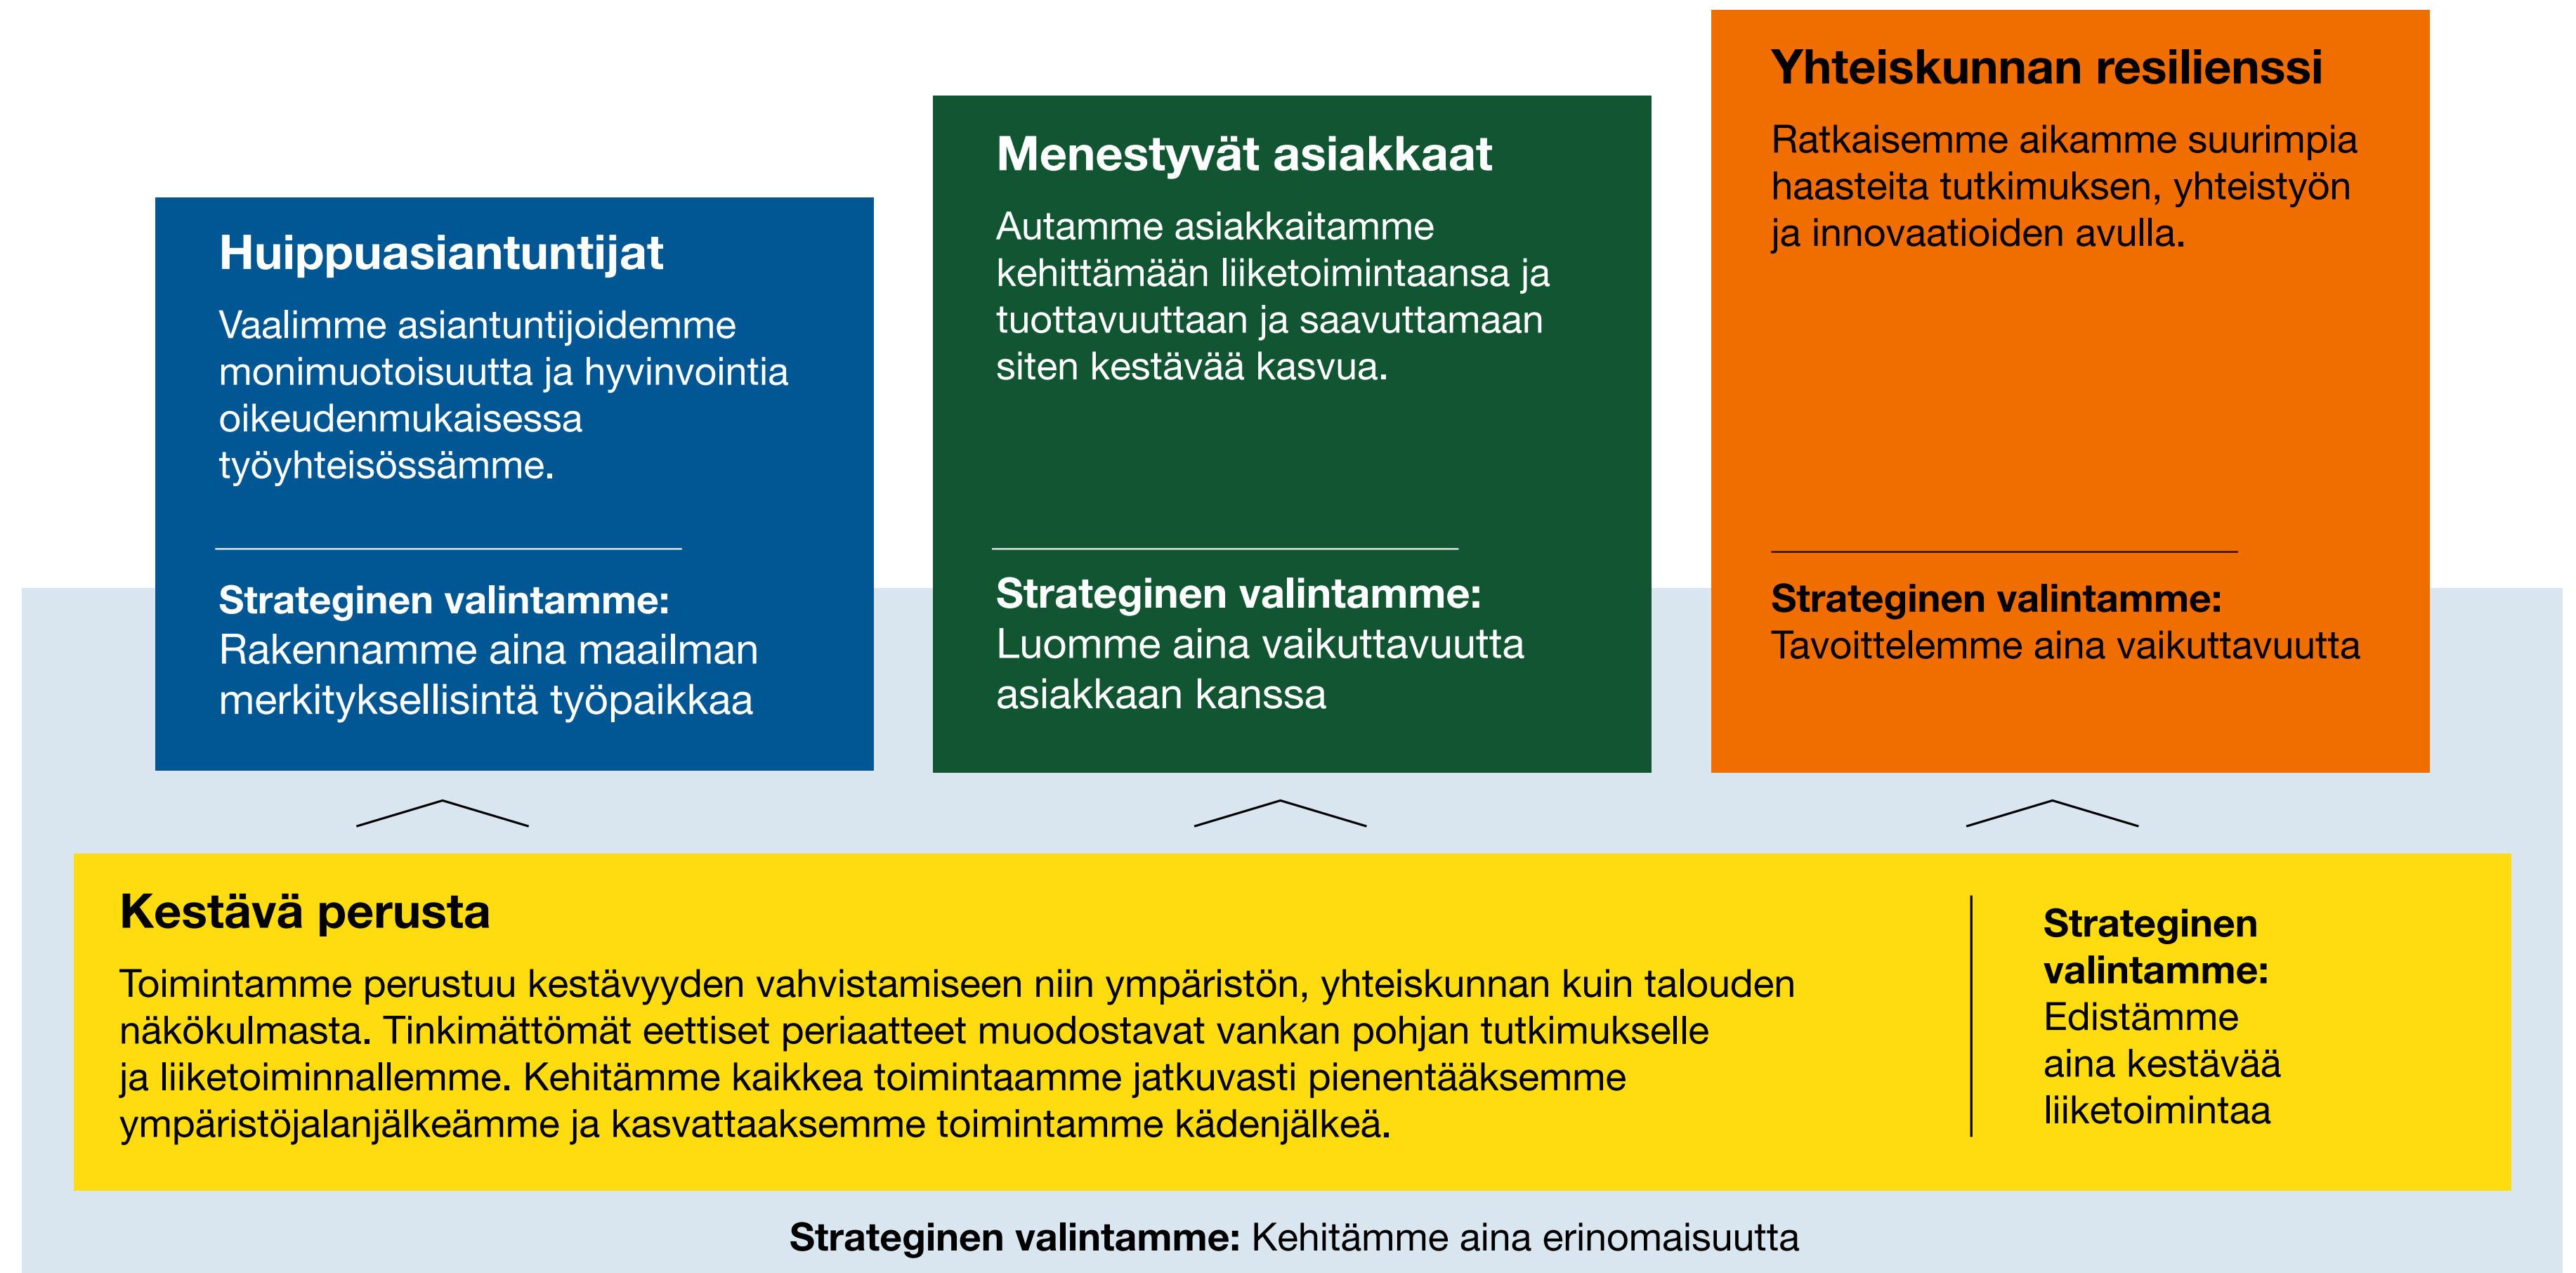 Huippuasiantuntijat
Vaalimme asiantuntijoidemme
monimuotoisuutta ja hyvinvointia
oikeudenmukaisessa
työyhteisössämme.
Strateginen valintamme:
Rakennamme aina maailman
merkityksellisintä työpaikkaa
Menestyvät asiakkaat
Autamme asiakkaitamme
kehittämään liiketoimintaansa ja
tuottavuuttaan ja saavuttamaan
siten kestävää kasvua.
Strateginen valintamme:
Luomme aina vaikuttavuutta
asiakkaan kanssa
Yhteiskunnan resilienssi
Ratkaisemme aikamme suurimpia
haasteita tutkimuksen, yhteistyön
ja innovaatioiden avulla.
Strateginen valintamme:
Tavoittelemme aina vaikuttavuutta
Kestävä perusta
Toimintamme perustuu kestävyyden vahvistamiseen niin ympäristön, yhteiskunnan kuin talouden
näkökulmasta. Tinkimättömät eettiset periaatteet muodostavat vankan pohjan tutkimukselle
ja liiketoiminnallemme. Kehitämme kaikkea toimintaamme jatkuvasti pienentääksemme
ympäristöjalanjälkeämme ja kasvattaaksemme toimintamme kädenjälkeä.
Strateginen
valintamme:
Edistämme
aina kestävää
liiketoimintaa
Strateginen valintamme: Kehitämme aina erinomaisuutta